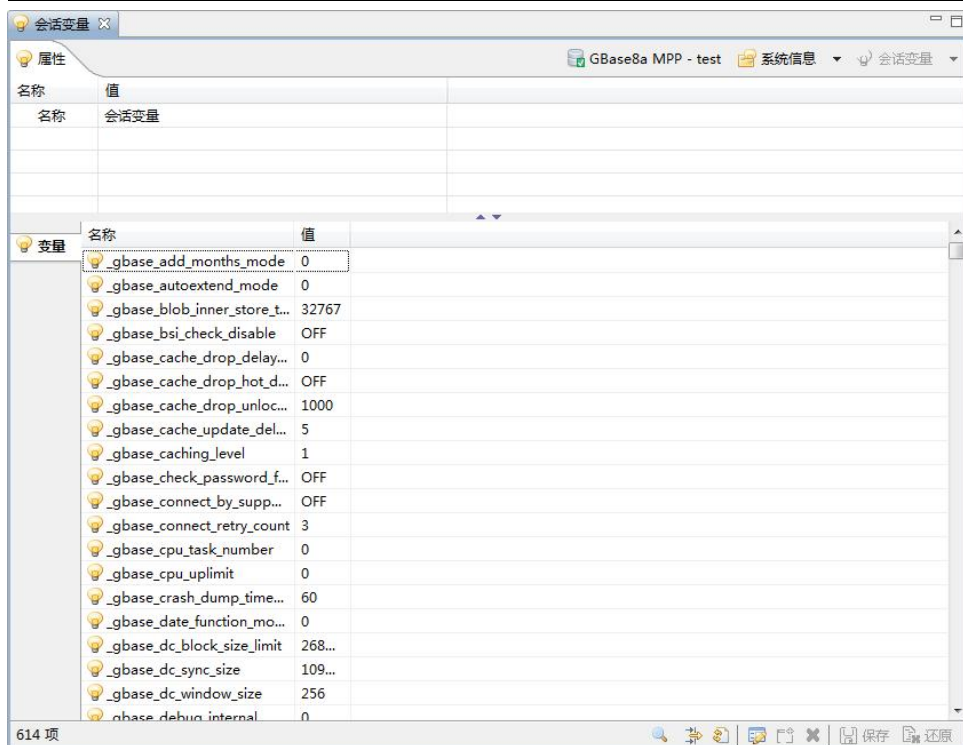 会话变量
属性 GBase8a MPP - test 系统信息 会话变量
名称 值
名称 会话变量
变量 名称 值
_gbase_add_months_mode 0
_gbase_autoextend_mode 0
_gbase_blob_inner_store_t... 32767
_gbase_bsi_check_disable OFF
_gbase_cache_drop_delay... 0
_gbase_cache_drop_hot_d... OFF
_gbase_cache_drop_unloc... 1000
_gbase_cache_update_del... 5
_gbase_caching_level 1
_gbase_check_password_f... OFF
_gbase_connect_by_supp... OFF
_gbase_connect_retry_count 3
_gbase_cpu_task_number 0
_gbase_cpu_uplimit 0
_gbase_crash_dump_time... 60
_gbase_date_function_mo... 0
_gbase_dc_block_size_limit 268...
_gbase_dc_sync_size 109...
_gbase_dc_window_size 256
_gbase_debug_internal 0
614 项 保存 还原